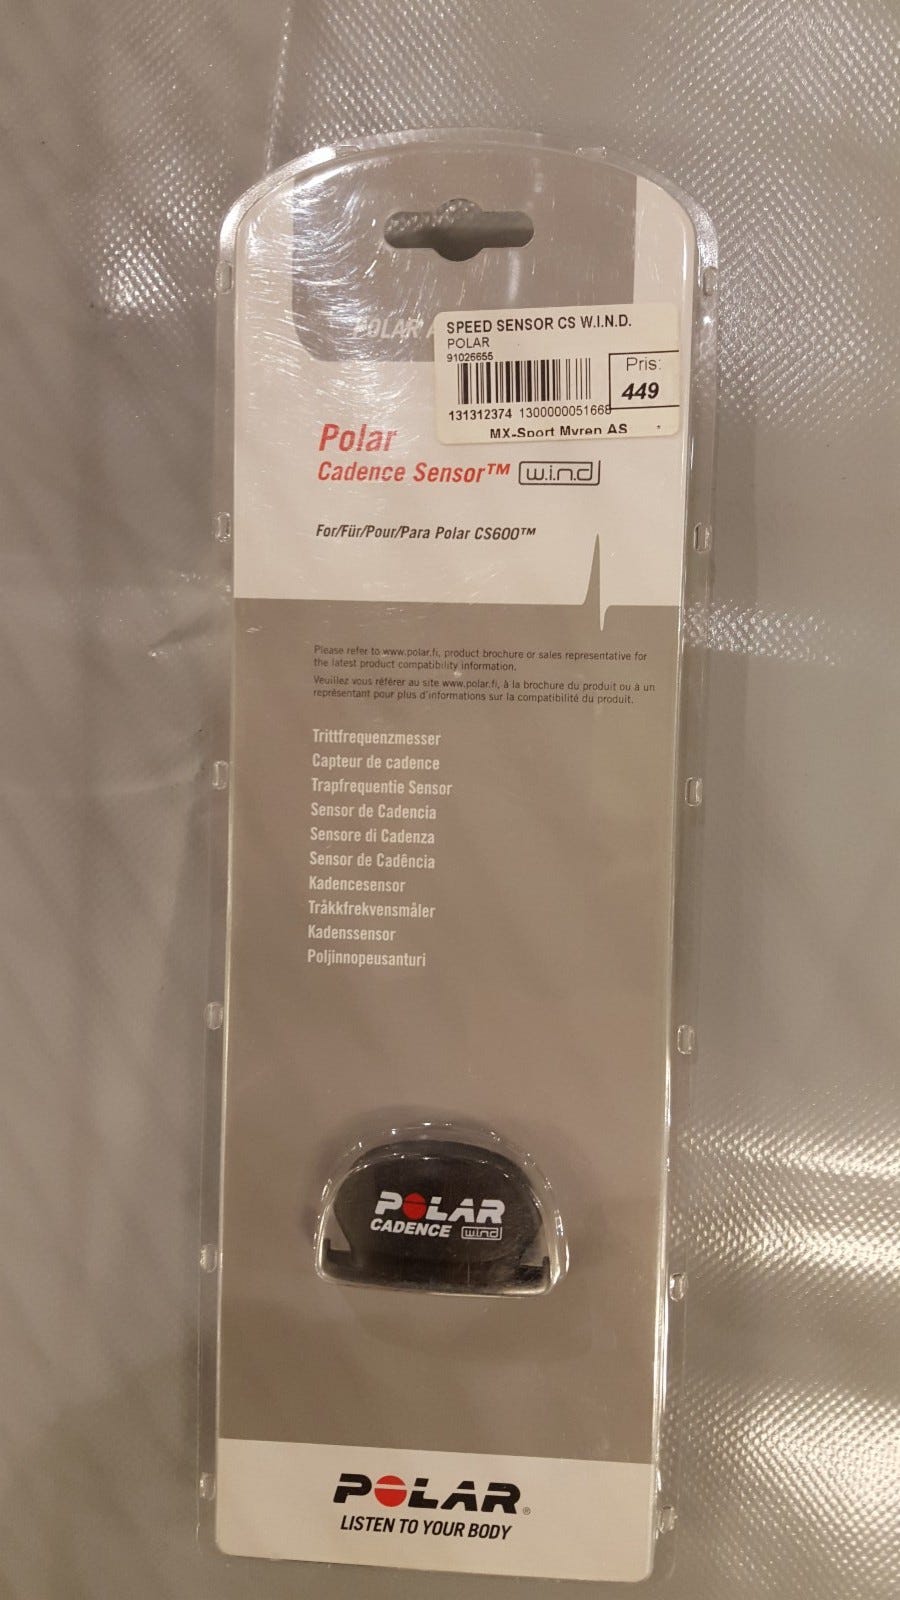 POLAR A
SPEED SENSOR CS W.I.N.D.
POLAR
91026655
Pris:
449
131312374 1300000051668
MX-Sport Myren AS
Polar
Cadence Sensor™ w.i.n.d
For/Für/Pour/Para Polar CS600™
Please refer to www.polar.fi, product brochure or sales representative for
the latest product compatibility information.
Veuillez vous référer au site www.polar.fi, à la brochure du produit ou à un
représentant pour plus d'informations sur la compatibilité du produit.
Trittfrequenzmesser
Capteur de cadence
Trapfrequentie Sensor
Sensor de Cadencia
Sensore di Cadenza
Sensor de Cadência
Kadencesensor
Tråkkfrekvensmåler
Kadenssensor
Poljinnopeusanturi
POLAR
CADENCE w.i.n.d
POLAR®
LISTEN TO YOUR BODY